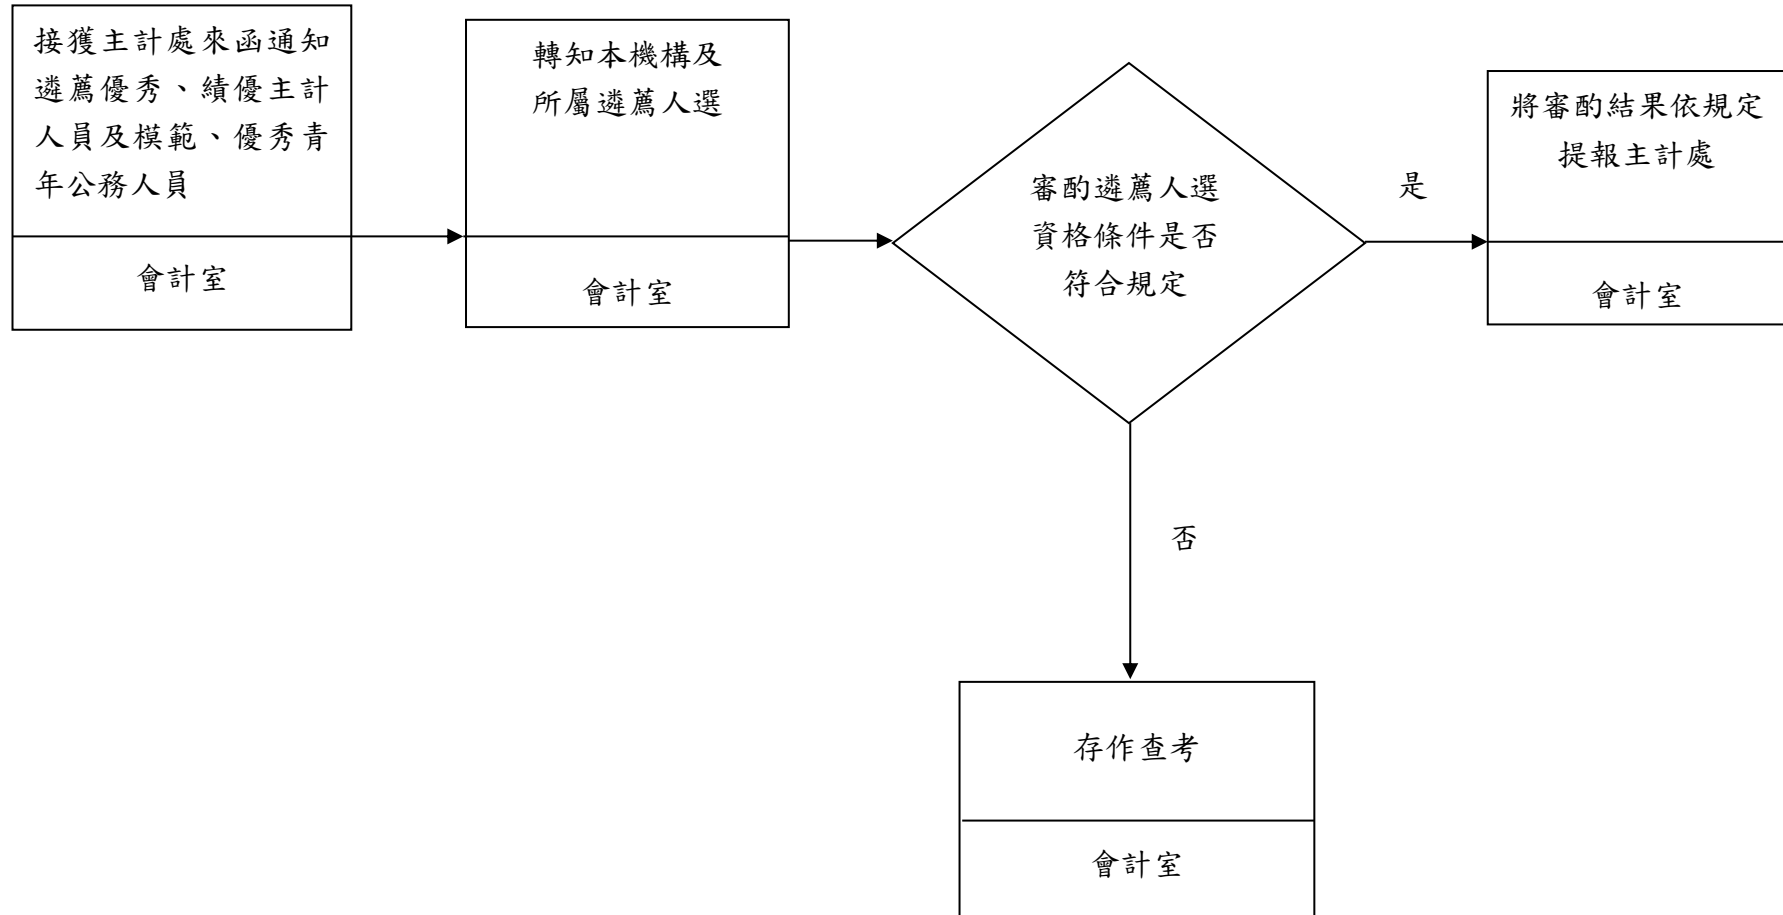 接獲主計處來函通知
遴薦優秀、績優主計
人員及模範、優秀青
年公務人員
會計室
轉知本機構及
所屬遴薦人選
會計室
審酌遴薦人選
資格條件是否
符合規定
是
將審酌結果依規定
提報主計處
會計室
否
存作查考
會計室